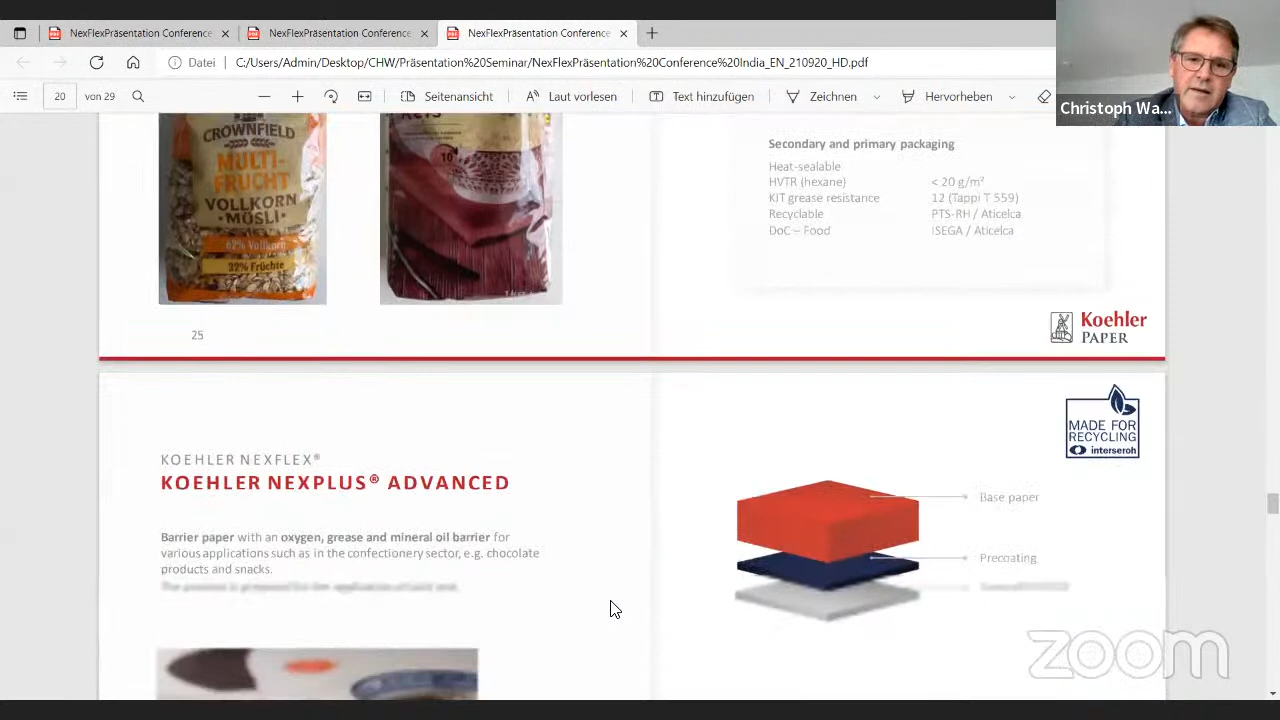 NexFlexPräsentation Conference
NexFlexPräsentation Conference
NexFlexPräsentation Conference
Datei
C:/Users/Admin/Desktop/CHW/Präsentation%20Seminar/NexFlexPräsentation%20Conference%20India_EN_210920_HD.pdf
20 von 29
Seitenansicht
Laut vorlesen
Text hinzufügen
Zeichnen
Hervorheben
Christoph Wa...
CROWNFIELD
MULTI-
FRUCHT
VOLLKORN
-MÜSLI-
62% Vollkorn
32% Früchte
10
Secondary and primary packaging
Heat-sealable
HVTR (hexane) < 20 g/m²
KIT grease resistance 12 (Tappi T 559)
Recyclable PTS-RH / Aticelca
DoC – Food ISEGA / Aticelca
25
Koehler
PAPER
MADE FOR
RECYCLING
interseroh
KOEHLER NEXFLEX®
KOEHLER NEXPLUS® ADVANCED
Barrier paper with an oxygen, grease and mineral oil barrier for
various applications such as in the confectionery sector, e.g. chocolate
products and snacks.
Base paper
Precoating
zoom